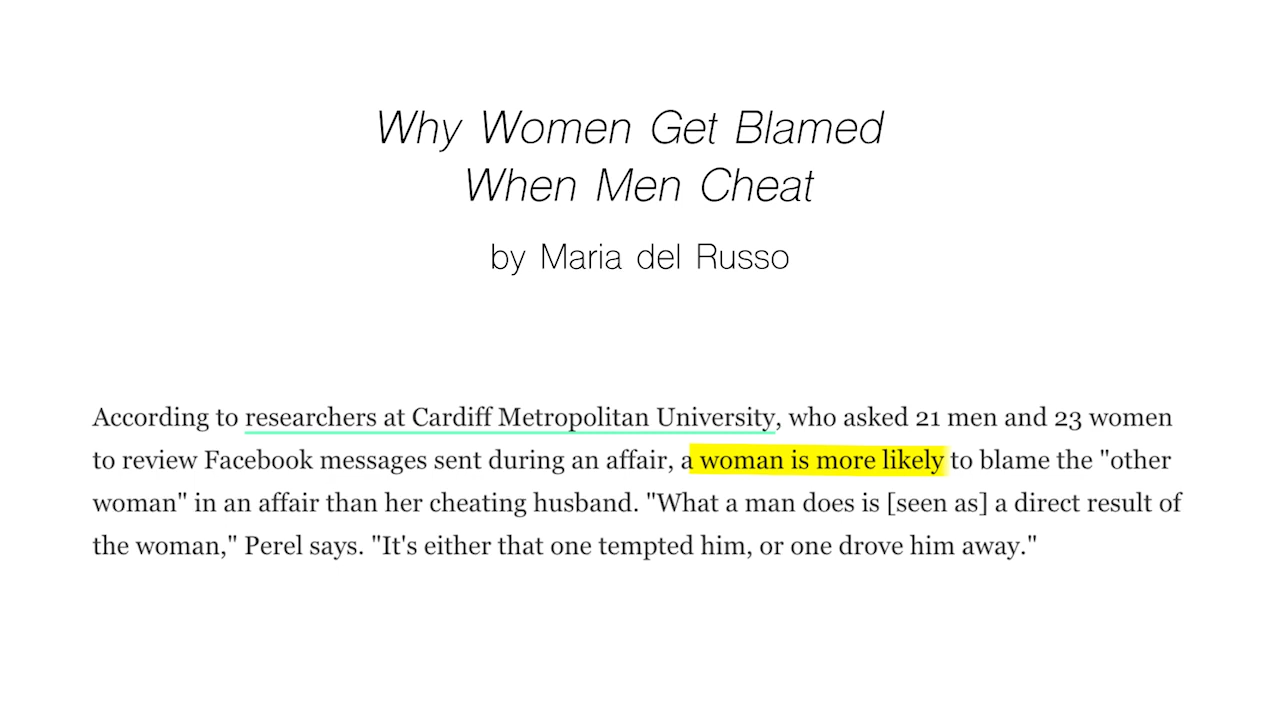 Why Women Get Blamed
When Men Cheat
by Maria del Russo
According to researchers at Cardiff Metropolitan University, who asked 21 men and 23 women
to review Facebook messages sent during an affair, a woman is more likely to blame the "other
woman" in an affair than her cheating husband. "What a man does is [seen as] a direct result of
the woman," Perel says. "It's either that one tempted him, or one drove him away."